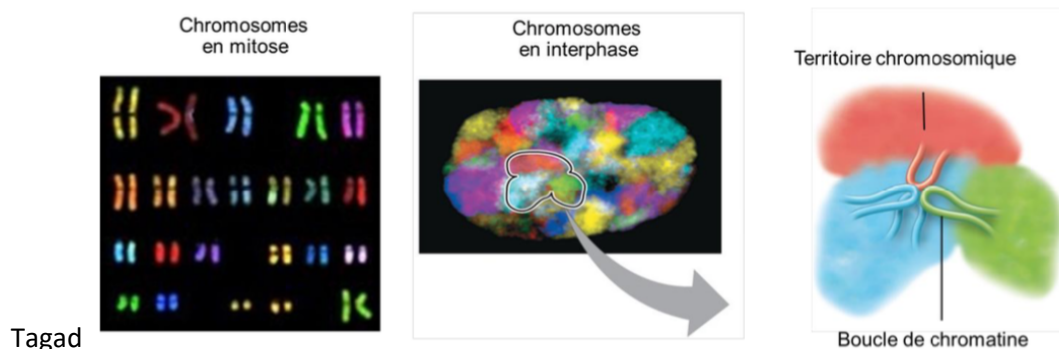 Chromosomes
en mitose
Chromosomes
en interphase
Territoire chromosomique
Boucle de chromatine
Tagad